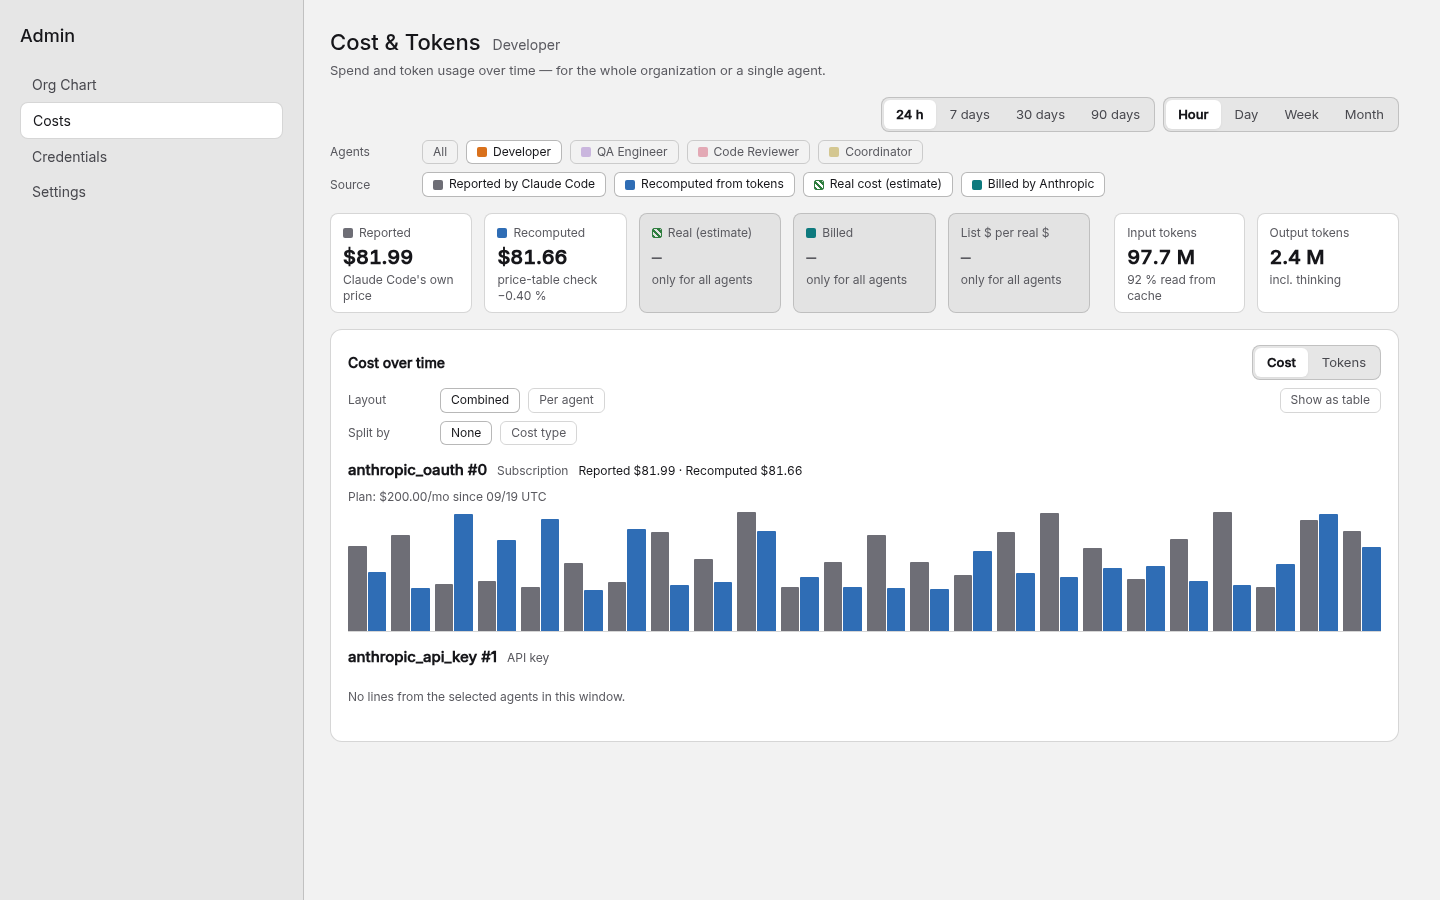 Admin
Org Chart
Costs
Credentials
Settings
Cost & Tokens Developer
Spend and token usage over time — for the whole organization or a single agent.
24 h 7 days 30 days 90 days Hour Day Week Month
Agents All Developer QA Engineer Code Reviewer Coordinator
Source Reported by Claude Code Recomputed from tokens Real cost (estimate) Billed by Anthropic
Reported
$81.99
Claude Code's own
price
Recomputed
$81.66
price-table check
−0.40 %
Real (estimate)
–
only for all agents
Billed
–
only for all agents
List $ per real $
–
only for all agents
Input tokens
97.7 M
92 % read from
cache
Output tokens
2.4 M
incl. thinking
Cost over time Cost Tokens
Layout Combined Per agent Show as table
Split by None Cost type
anthropic_oauth #0 Subscription Reported $81.99 · Recomputed $81.66
Plan: $200.00/mo since 09/19 UTC
anthropic_api_key #1 API key
No lines from the selected agents in this window.